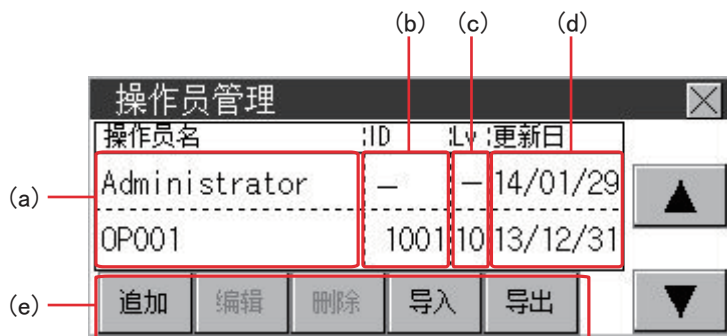 (b) (c) (d)
操作员管理
操作员名 ID Lv 更新日
(a)
Administrator — — 14/01/29
OP001 1001 10 13/12/31
(e)
追加 编辑 删除 导入 导出